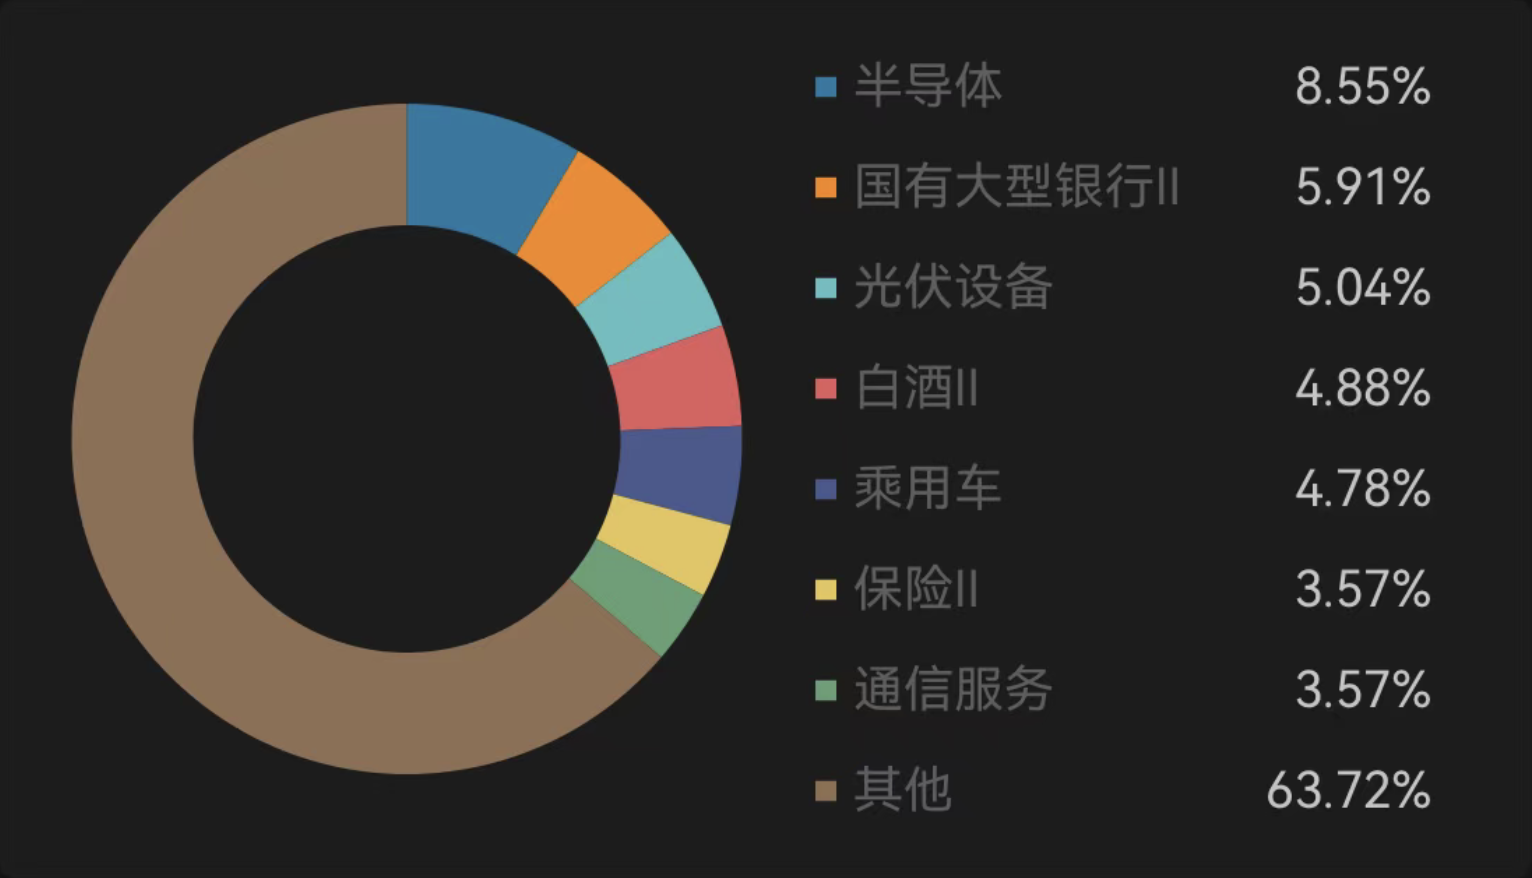 半导体 8.55%
国有大型银行II 5.91%
光伏设备 5.04%
白酒II 4.88%
乘用车 4.78%
保险II 3.57%
通信服务 3.57%
其他 63.72%